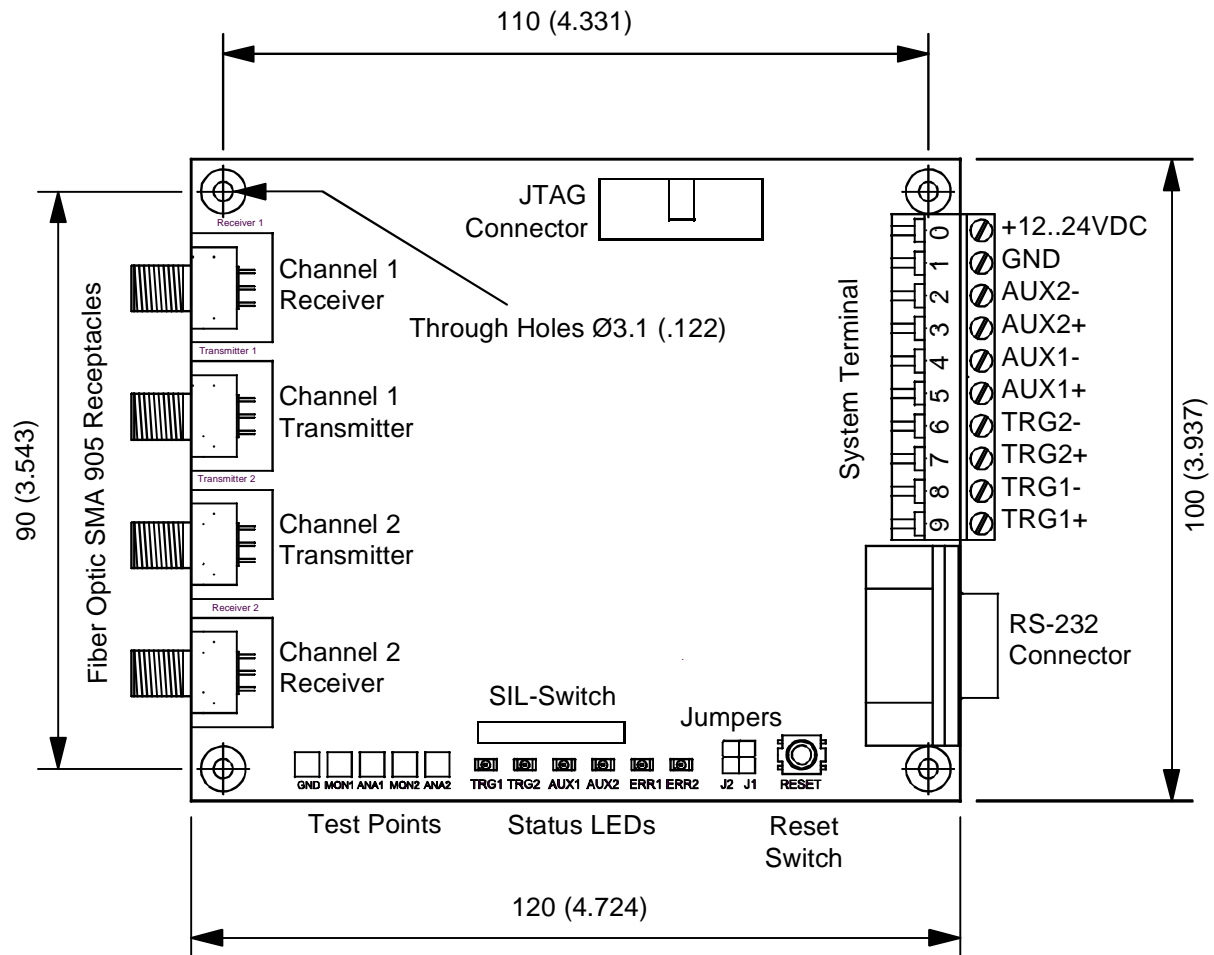 110 (4.331)
JTAG
Connector
Receiver 1
Channel 1
Receiver
Through Holes Ø3.1 (.122)
Transmitter 1
Channel 1
Transmitter
Transmitter 2
Channel 2
Transmitter
Receiver 2
Channel 2
Receiver
Fiber Optic SMA 905 Receptacles
90 (3.543)
System Terminal
0 +12..24VDC
1 GND
2 AUX2-
3 AUX2+
4 AUX1-
5 AUX1+
6 TRG2-
7 TRG2+
8 TRG1-
9 TRG1+
100 (3.937)
RS-232
Connector
SIL-Switch
Jumpers
GND MON1 ANA1 MON2 ANA2
TRG1 TRG2 AUX1 AUX2 ERR1 ERR2
J2 J1
RESET
Test Points
Status LEDs
Reset
Switch
120 (4.724)